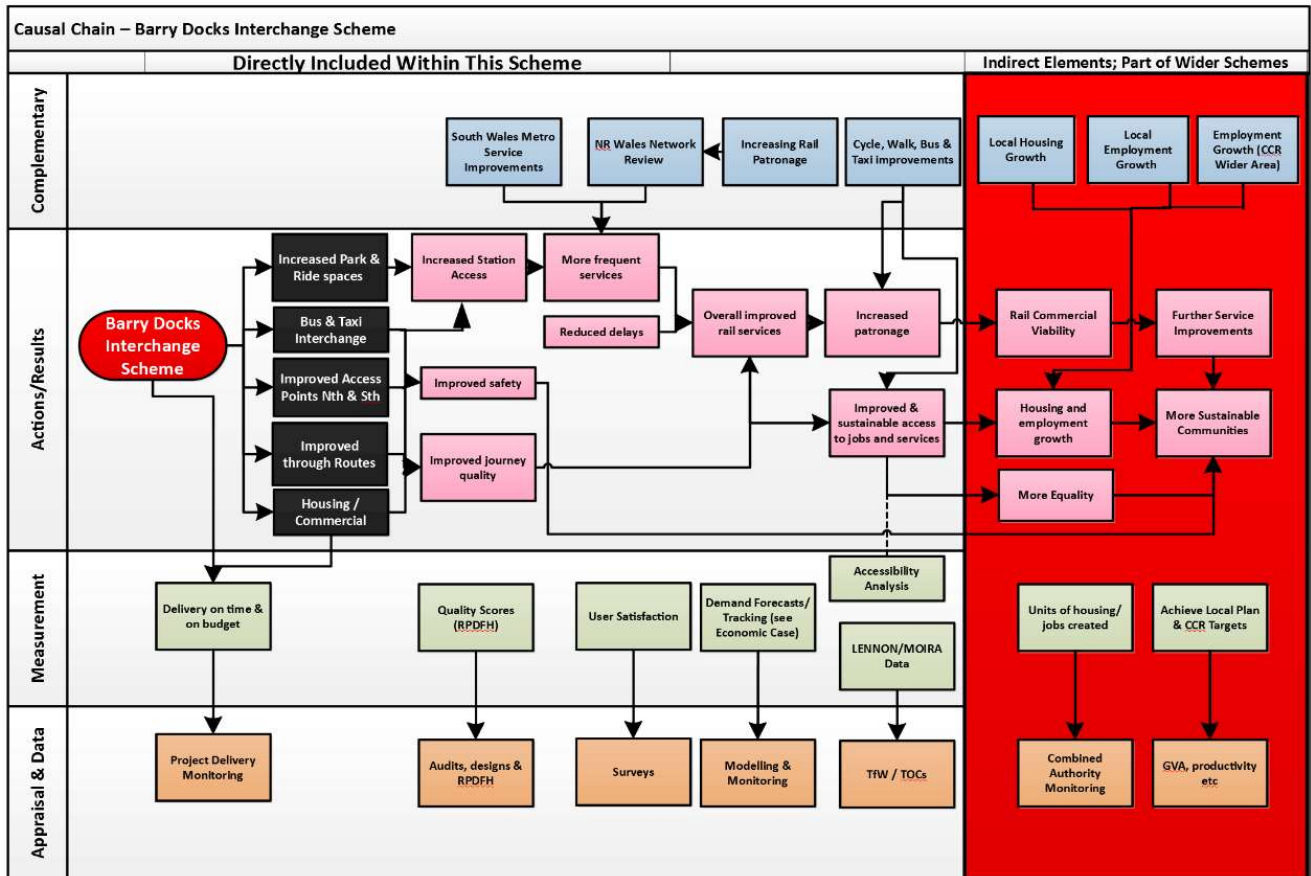 Causal Chain – Barry Docks Interchange Scheme
Directly Included Within This Scheme
Indirect Elements; Part of Wider Schemes
Complementary
South Wales Metro
Service
Improvements
NR Wales Network
Review
Increasing Rail
Patronage
Cycle, Walk, Bus &
Taxi improvements
Local Housing
Growth
Local
Employment
Growth
Employment
Growth (CCR
Wider Area)
Actions/Results
Barry Docks
Interchange
Scheme
Increased Park &
Ride spaces
Bus & Taxi
Interchange
Improved Access
Points Nth & Sth
Improved
through Routes
Housing /
Commercial
Increased Station
Access
Improved safety
Improved journey
quality
More frequent
services
Reduced delays
Overall improved
rail services
Increased
patronage
Improved &
sustainable access
to jobs and services
Rail Commercial
Viability
Further Service
Improvements
Housing and
employment
growth
More Sustainable
Communities
More Equality
Measurement
Delivery on time &
on budget
Quality Scores
(RPDFH)
User Satisfaction
Demand Forecasts/
Tracking (see
Economic Case)
Accessibility
Analysis
LENNON/MOIRA
Data
Units of housing/
jobs created
Achieve Local Plan
& CCR Targets
Appraisal & Data
Project Delivery
Monitoring
Audits, designs &
RPDFH
Surveys
Modelling &
Monitoring
TfW / TOCs
Combined
Authority
Monitoring
GVA, productivity
etc